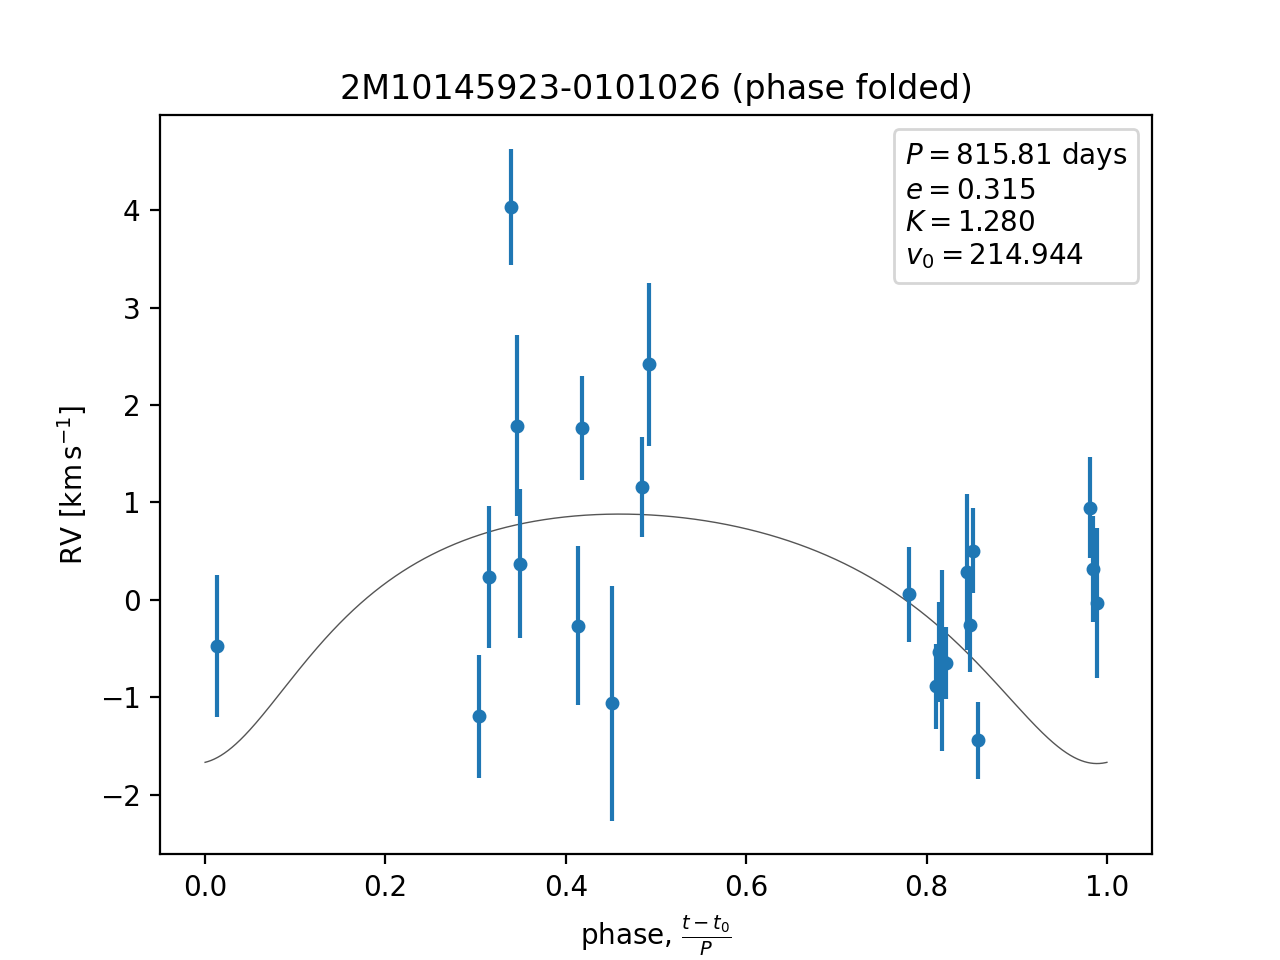 2M10145923-0101026 (phase folded)
P = 815.81 days
e = 0.315
K = 1.280
v₀ = 214.944
4
3
2
1
0
−1
−2
RV [km s⁻¹]
0.0 0.2 0.4 0.6 0.8 1.0
phase, (t − t₀)/P